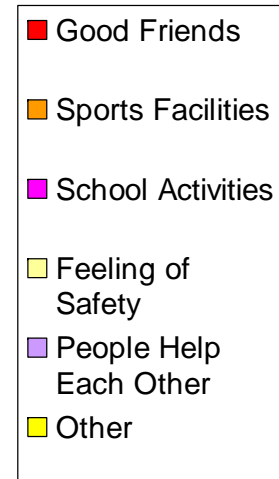 Good Friends
Sports Facilities
School Activities
Feeling of
Safety
People Help
Each Other
Other